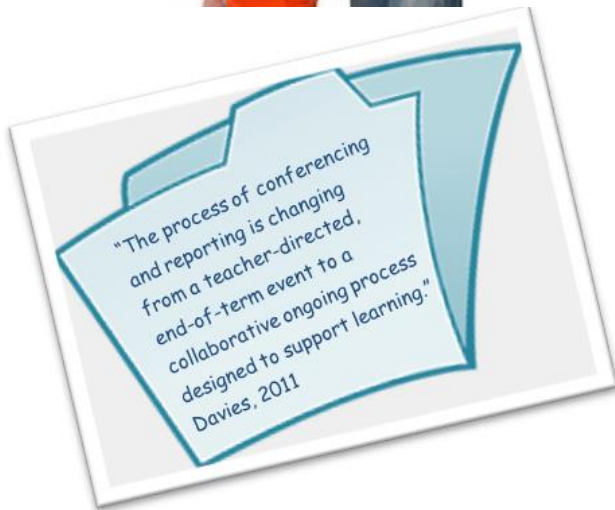 "The process of conferencing
and reporting is changing
from a teacher-directed,
end-of-term event to a
collaborative ongoing process
designed to support learning."
Davies, 2011